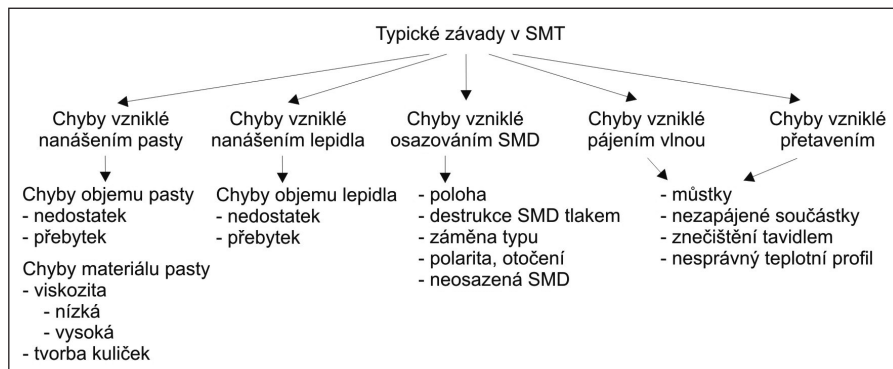 Typické závady v SMT
Chyby vzniklé
nanášením pasty
Chyby vzniklé
nanášením lepidla
Chyby vzniklé
osazováním SMD
Chyby vzniklé
pájením vlnou
Chyby vzniklé
přetavením
Chyby objemu pasty
- nedostatek
- přebytek
Chyby materiálu pasty
- viskozita
- nízká
- vysoká
- tvorba kuliček
Chyby objemu lepidla
- nedostatek
- přebytek
- poloha
- destrukce SMD tlakem
- záměna typu
- polarita, otočení
- neosazená SMD
- můstky
- nezapájené součástky
- znečištění tavidlem
- nesprávný teplotní profil